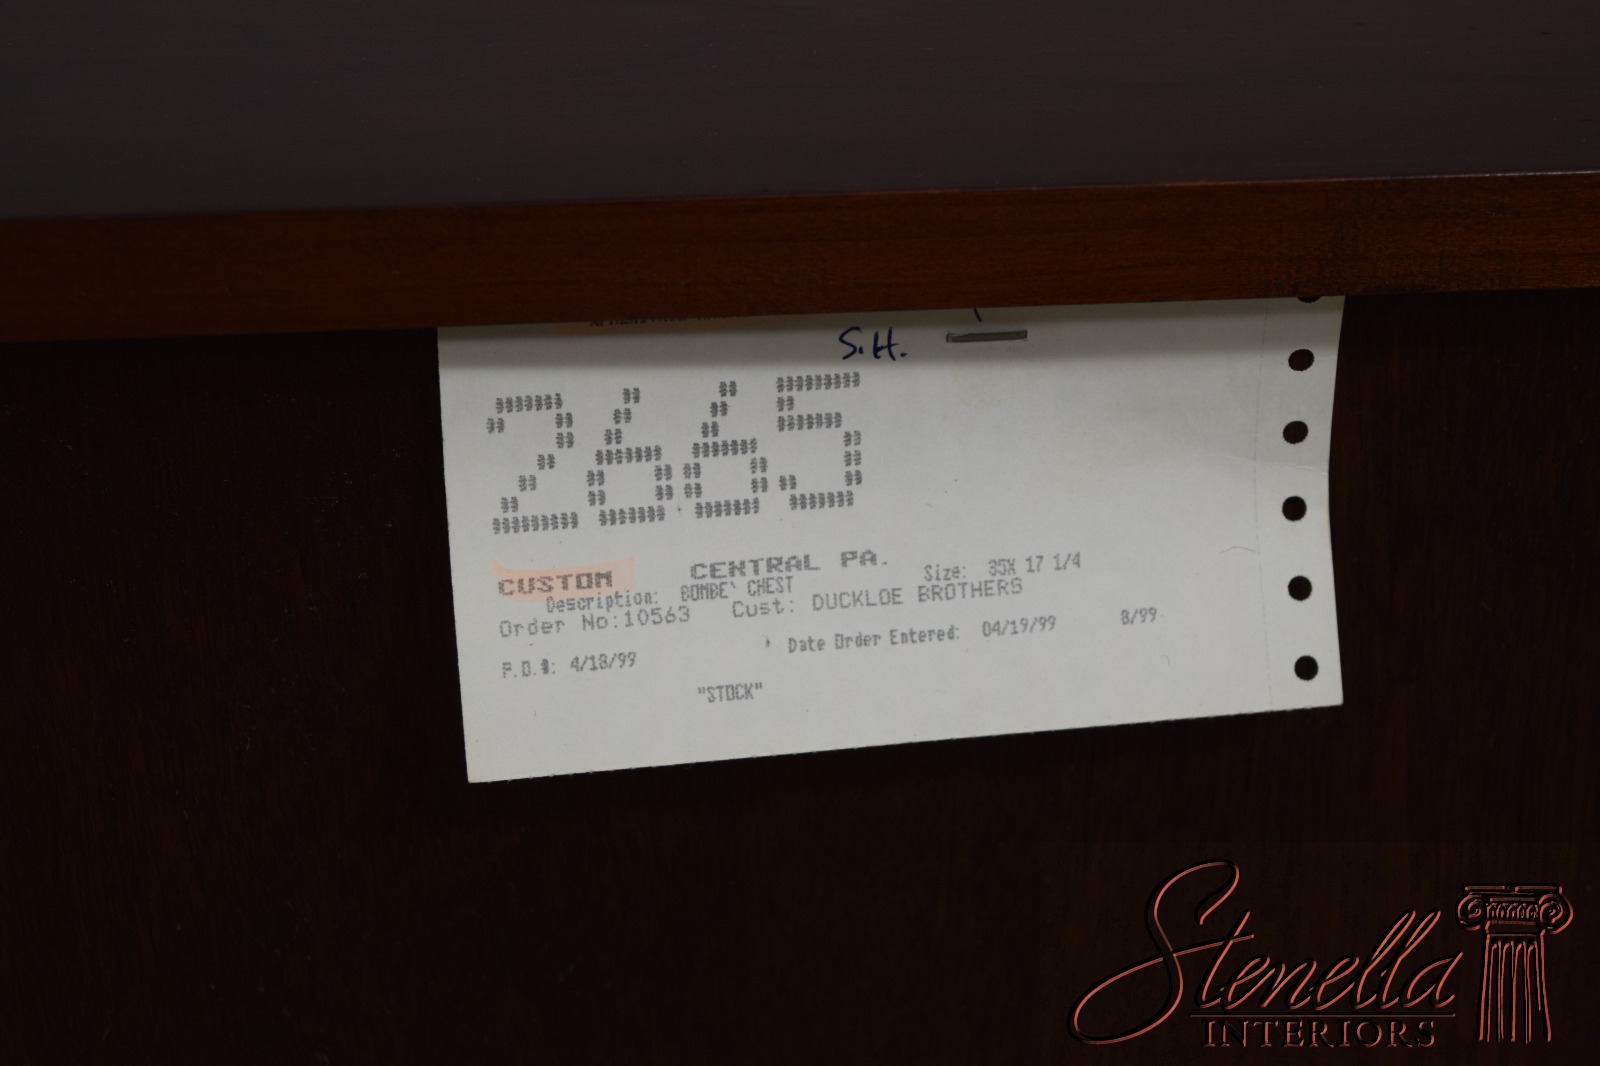 S.H.
2665
CUSTOM CENTRAL PA. Size: 35X 17 1/4
Description: BOMBE` CHEST
Order No:10563 Cust: DUCKLOE BROTHERS
P.O.#: 4/18/99 Date Order Entered: 04/19/99 8/99
"STOCK"
Stenella
INTERIORS